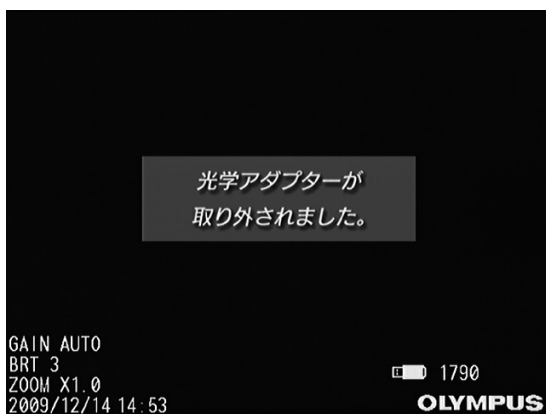 光学アダプターが
取り外されました。
GAIN AUTO
BRT 3
ZOOM X1.0
2009/12/14 14:53
1790
OLYMPUS